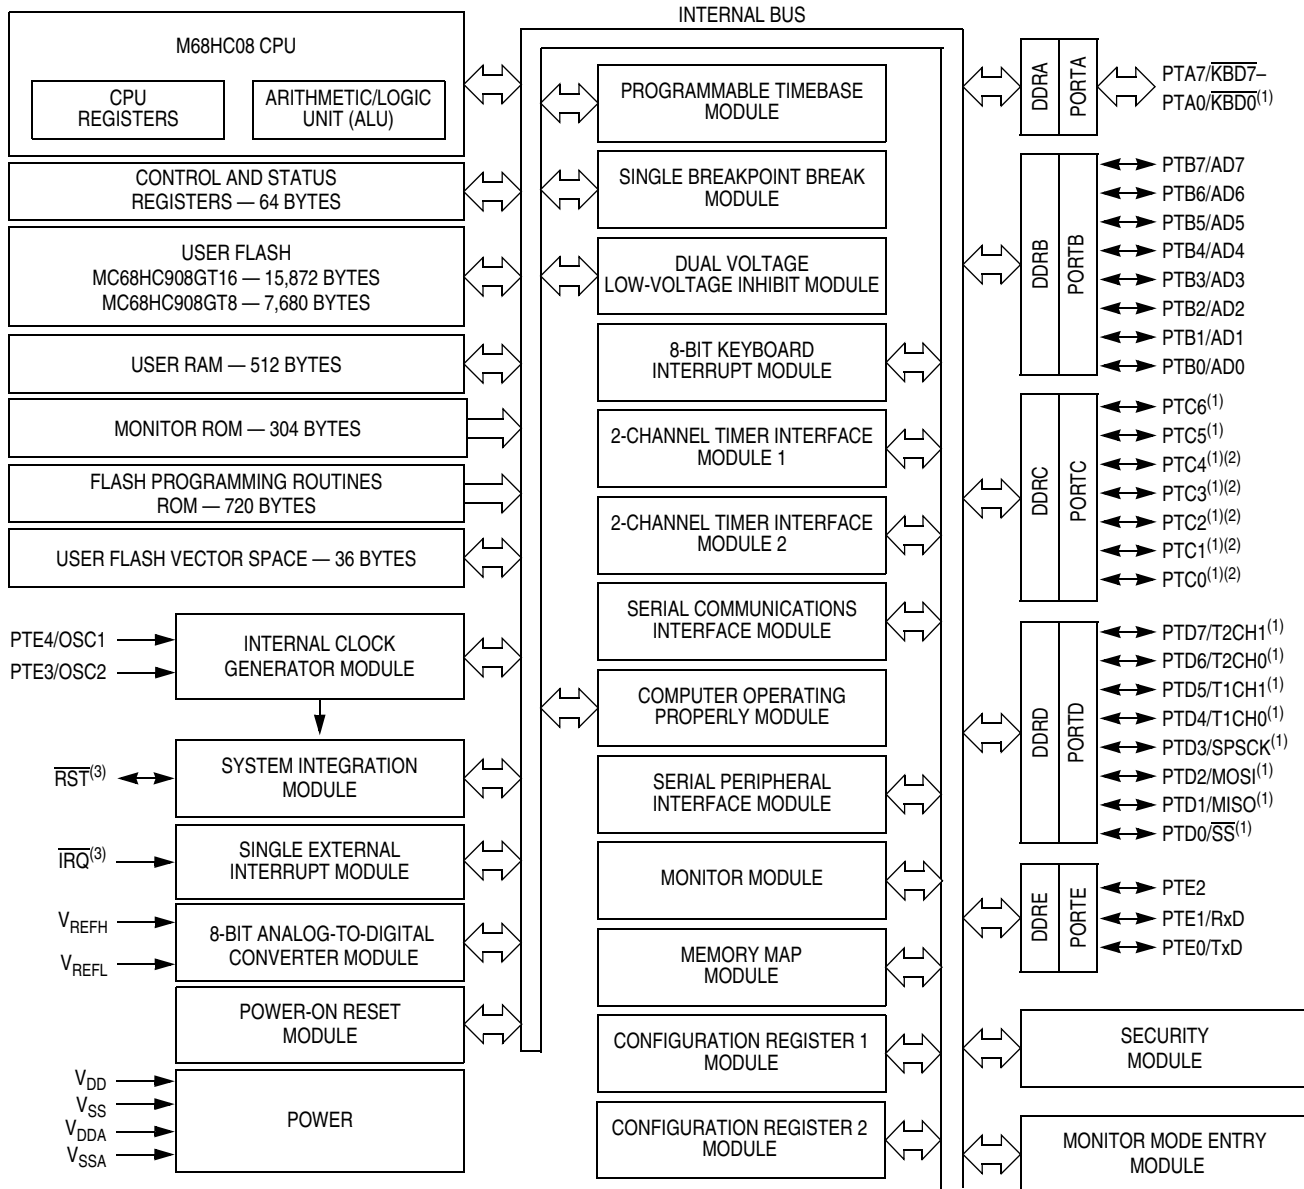 INTERNAL BUS
M68HC08 CPU
CPU
REGISTERS
ARITHMETIC/LOGIC
UNIT (ALU)
CONTROL AND STATUS
REGISTERS — 64 BYTES
USER FLASH
MC68HC908GT16 — 15,872 BYTES
MC68HC908GT8 — 7,680 BYTES
USER RAM — 512 BYTES
MONITOR ROM — 304 BYTES
FLASH PROGRAMMING ROUTINES
ROM — 720 BYTES
USER FLASH VECTOR SPACE — 36 BYTES
PTE4/OSC1
PTE3/OSC2
INTERNAL CLOCK
GENERATOR MODULE
RST(3)
SYSTEM INTEGRATION
MODULE
IRQ(3)
SINGLE EXTERNAL
INTERRUPT MODULE
VREFH
VREFL
8-BIT ANALOG-TO-DIGITAL
CONVERTER MODULE
POWER-ON RESET
MODULE
VDD
VSS
VDDA
VSSA
POWER
PROGRAMMABLE TIMEBASE
MODULE
SINGLE BREAKPOINT BREAK
MODULE
DUAL VOLTAGE
LOW-VOLTAGE INHIBIT MODULE
8-BIT KEYBOARD
INTERRUPT MODULE
2-CHANNEL TIMER INTERFACE
MODULE 1
2-CHANNEL TIMER INTERFACE
MODULE 2
SERIAL COMMUNICATIONS
INTERFACE MODULE
COMPUTER OPERATING
PROPERLY MODULE
SERIAL PERIPHERAL
INTERFACE MODULE
MONITOR MODULE
MEMORY MAP
MODULE
CONFIGURATION REGISTER 1
MODULE
CONFIGURATION REGISTER 2
MODULE
DDRA
PORTA
PTA7/KBD7–
PTA0/KBD0(1)
DDRB
PORTB
PTB7/AD7
PTB6/AD6
PTB5/AD5
PTB4/AD4
PTB3/AD3
PTB2/AD2
PTB1/AD1
PTB0/AD0
DDRC
PORTC
PTC6(1)
PTC5(1)
PTC4(1)(2)
PTC3(1)(2)
PTC2(1)(2)
PTC1(1)(2)
PTC0(1)(2)
DDRD
PORTD
PTD7/T2CH1(1)
PTD6/T2CH0(1)
PTD5/T1CH1(1)
PTD4/T1CH0(1)
PTD3/SPSCK(1)
PTD2/MOSI(1)
PTD1/MISO(1)
PTD0/SS(1)
DDRE
PORTE
PTE2
PTE1/RxD
PTE0/TxD
SECURITY
MODULE
MONITOR MODE ENTRY
MODULE